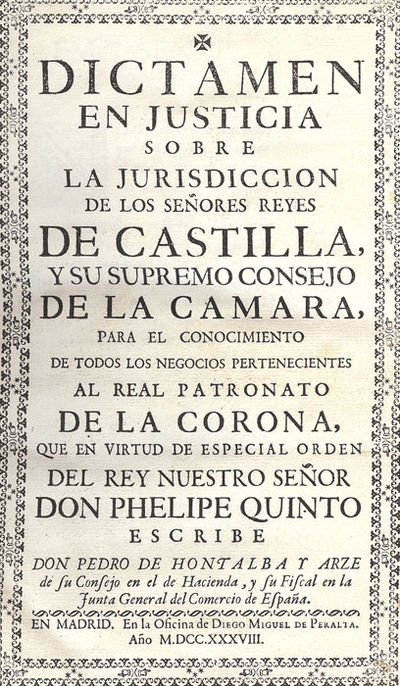 DICTAMEN
EN JUSTICIA
SOBRE
LA JURISDICCION
DE LOS SEÑORES REYES
DE CASTILLA,
Y SU SUPREMO CONSEJO
DE LA CAMARA,
PARA EL CONOCIMIENTO
DE TODOS LOS NEGOCIOS PERTENECIENTES
AL REAL PATRONATO
DE LA CORONA,
QUE EN VIRTUD DE ESPECIAL ORDEN
DEL REY NUESTRO SEÑOR
DON PHELIPE QUINTO
ESCRIBE
DON PEDRO DE HONTALBA Y ARZE
de su Consejo en el de Hacienda, y su Fiscal en la
Junta General del Comercio de España.
EN MADRID. En la Oficina de DIEGO MIGUEL DE PERALTA.
Año M.DCC.XXXVIII.